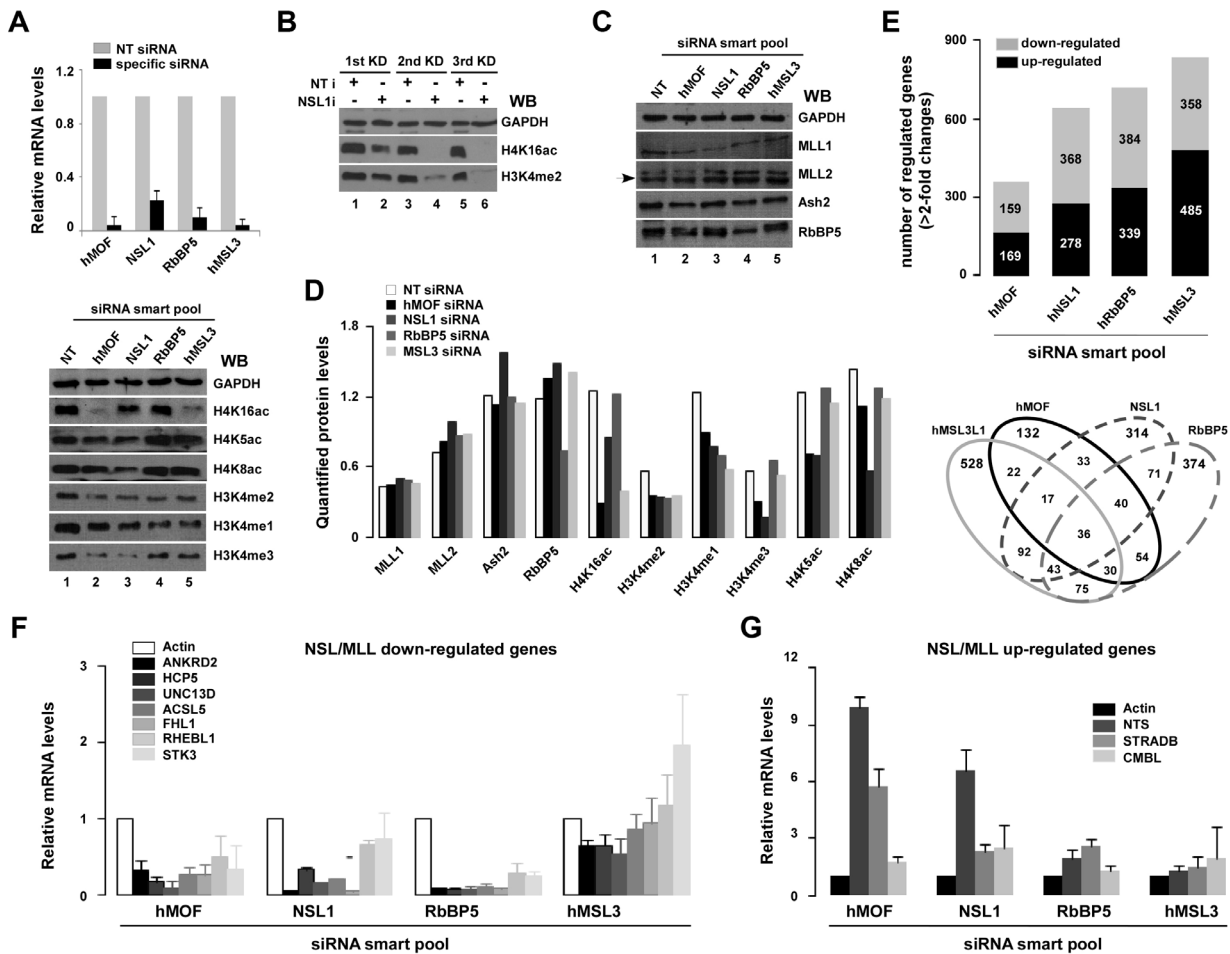 A
NT siRNA
specific siRNA
Relative mRNA levels
1.2
0.8
0.4
0
hMOF
NSL1
RbBP5
hMSL3
siRNA smart pool
NT
hMOF
NSL1
RbBP5
hMSL3
WB
GAPDH
H4K16ac
H4K5ac
H4K8ac
H3K4me2
H3K4me1
H3K4me3
1 2 3 4 5
B
1st KD 2nd KD 3rd KD
NT i + - + - + -
NSL1i - + - + - +
WB
GAPDH
H4K16ac
H3K4me2
1 2 3 4 5 6
C
siRNA smart pool
NT
hMOF
NSL1
RbBP5
hMSL3
WB
GAPDH
MLL1
MLL2
Ash2
RbBP5
1 2 3 4 5
D
NT siRNA
hMOF siRNA
NSL1 siRNA
RbBP5 siRNA
MSL3 siRNA
Quantified protein levels
1.8
1.2
0.6
0
MLL1
MLL2
Ash2
RbBP5
H4K16ac
H3K4me2
H3K4me1
H3K4me3
H4K5ac
H4K8ac
E
down-regulated
up-regulated
number of regulated genes
(>2-fold changes)
900
600
300
0
159
169
368
278
384
339
358
485
hMOF
hNSL1
hRbBP5
hMSL3
siRNA smart pool
hMSL3L1
hMOF
NSL1
RbBP5
528
132
314
374
22
33
71
17
40
36
92
43
30
54
75
F
NSL/MLL down-regulated genes
Actin
ANKRD2
HCP5
UNC13D
ACSL5
FHL1
RHEBL1
STK3
Relative mRNA levels
3
2
1
0
hMOF
NSL1
RbBP5
hMSL3
siRNA smart pool
G
NSL/MLL up-regulated genes
Actin
NTS
STRADB
CMBL
Relative mRNA levels
12
9
6
3
0
hMOF
NSL1
RbBP5
hMSL3
siRNA smart pool